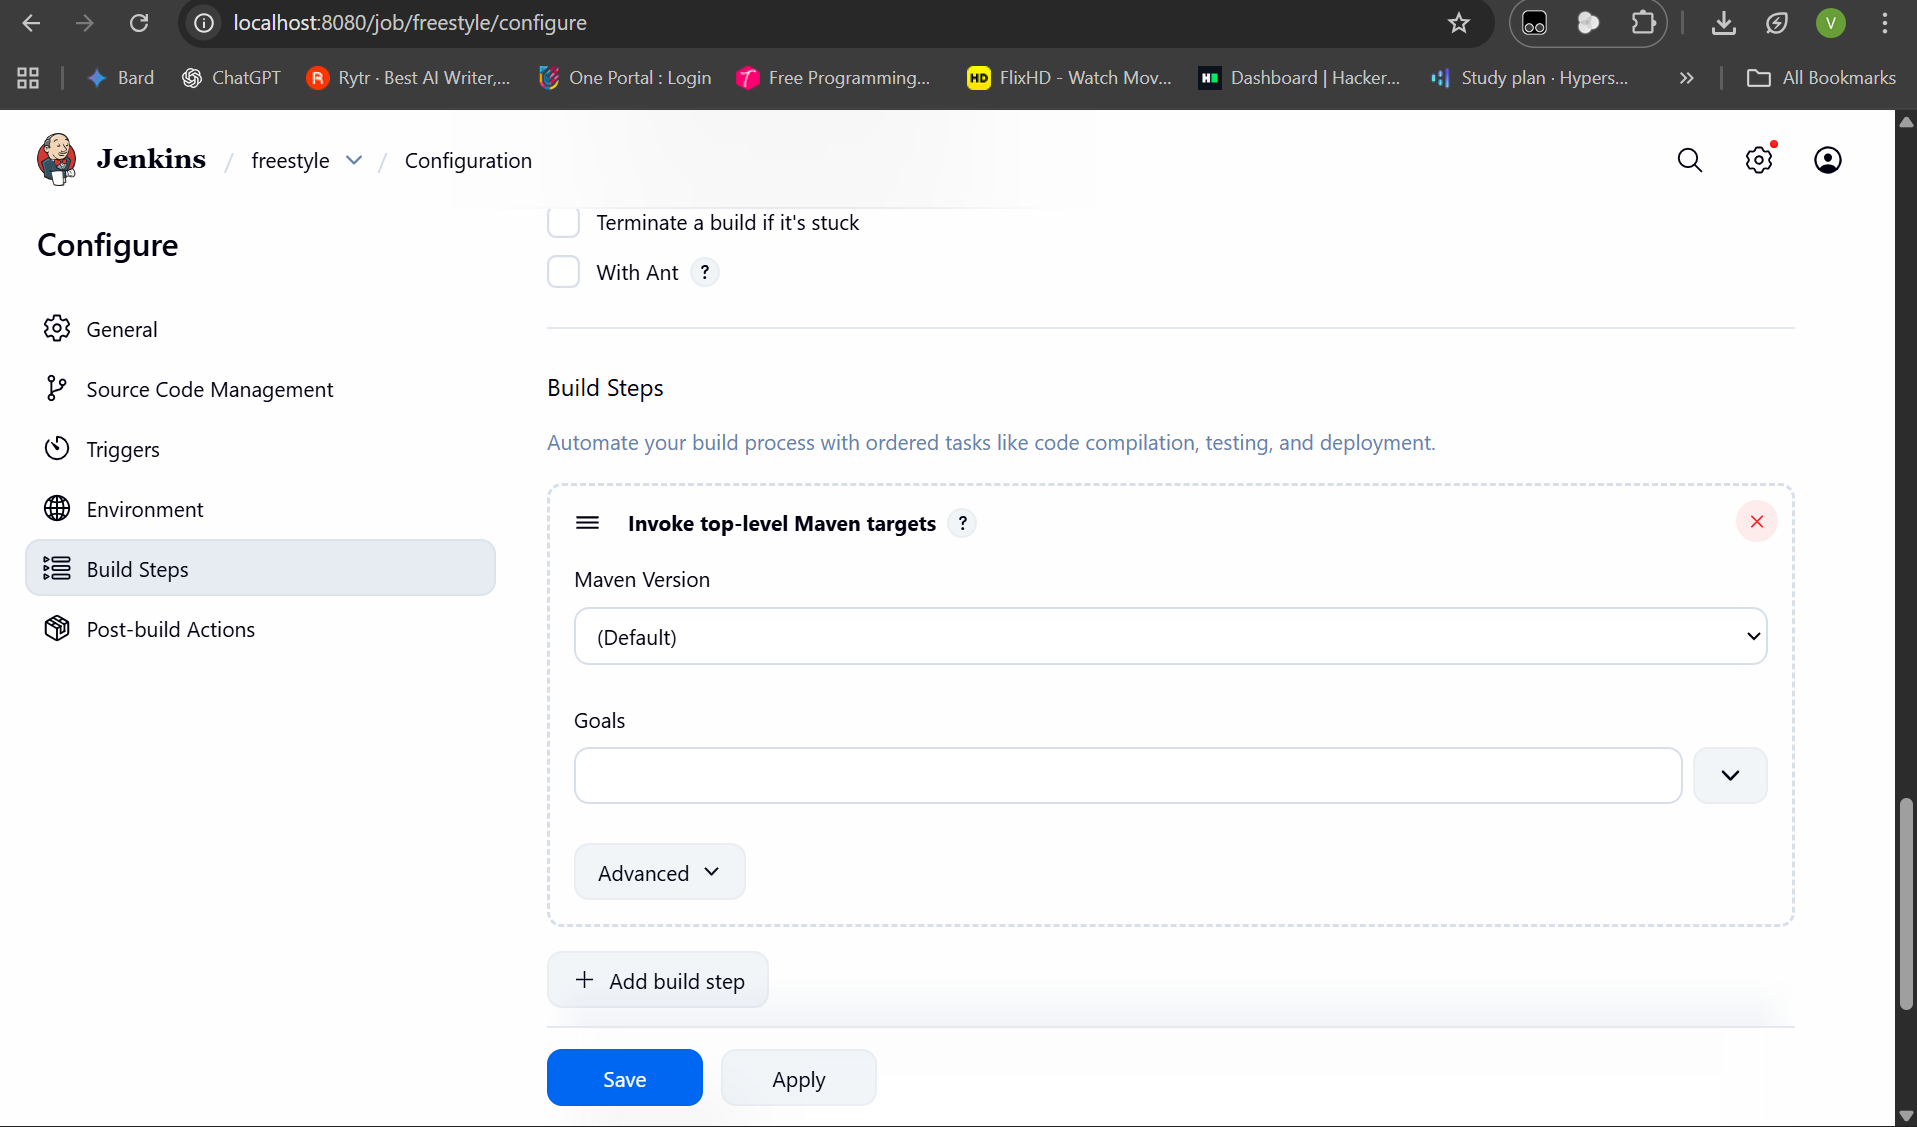 localhost:8080/job/freestyle/configure
V
Bard
ChatGPT
Rytr · Best AI Writer,...
One Portal : Login
Free Programming...
HD
FlixHD - Watch Mov...
Dashboard | Hacker...
Study plan · Hypers...
»
All Bookmarks
Jenkins / freestyle / Configuration
Configure
General
Source Code Management
Triggers
Environment
Build Steps
Post-build Actions
Terminate a build if it's stuck
With Ant ?
Build Steps
Automate your build process with ordered tasks like code compilation, testing, and deployment.
Invoke top-level Maven targets ?
Maven Version
(Default)
Goals
Advanced
+ Add build step
Save
Apply